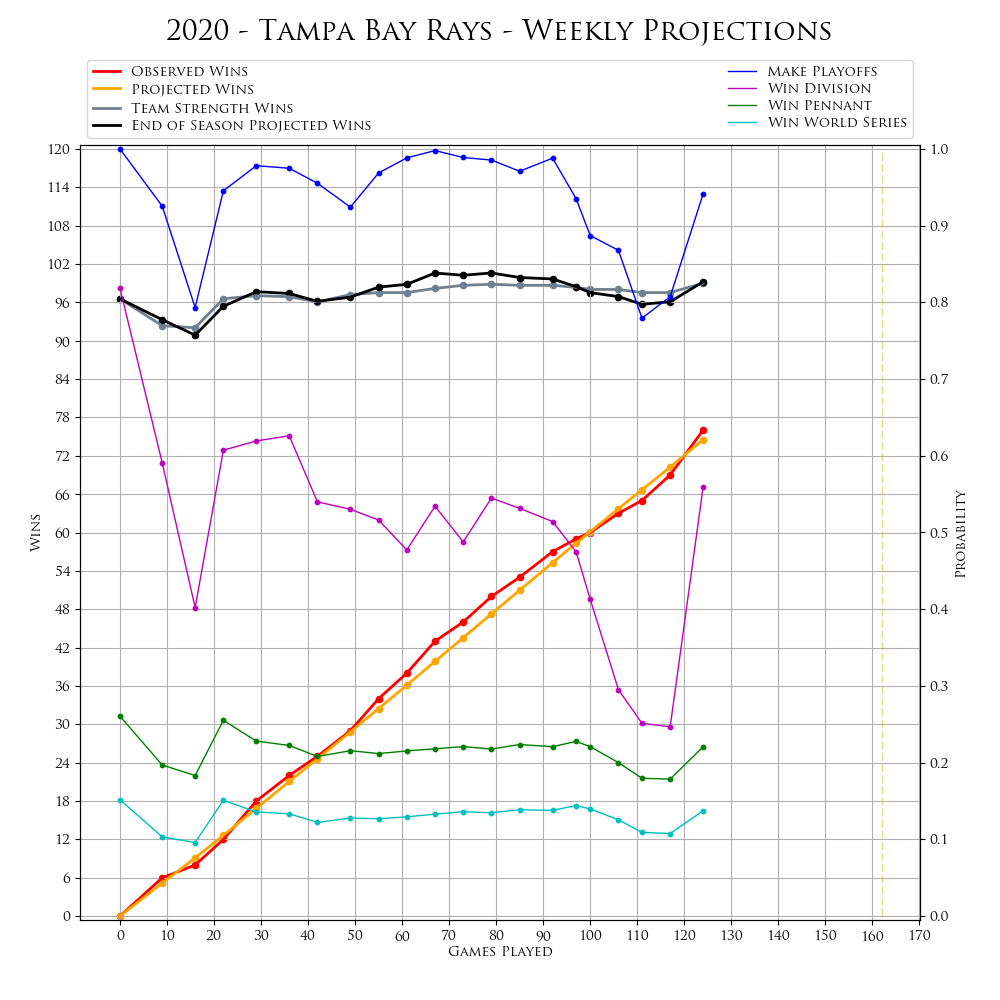 2020 - Tampa Bay Rays - Weekly Projections
Observed Wins
Projected Wins
Team Strength Wins
End of Season Projected Wins
Make Playoffs
Win Division
Win Pennant
Win World Series
120
114
108
102
96
90
84
78
72
66
60
54
48
42
36
30
24
18
12
6
0
Wins
1.0
0.9
0.8
0.7
0.6
0.5
0.4
0.3
0.2
0.1
0.0
Probability
0 10 20 30 40 50 60 70 80 90 100 110 120 130 140 150 160 170
Games Played